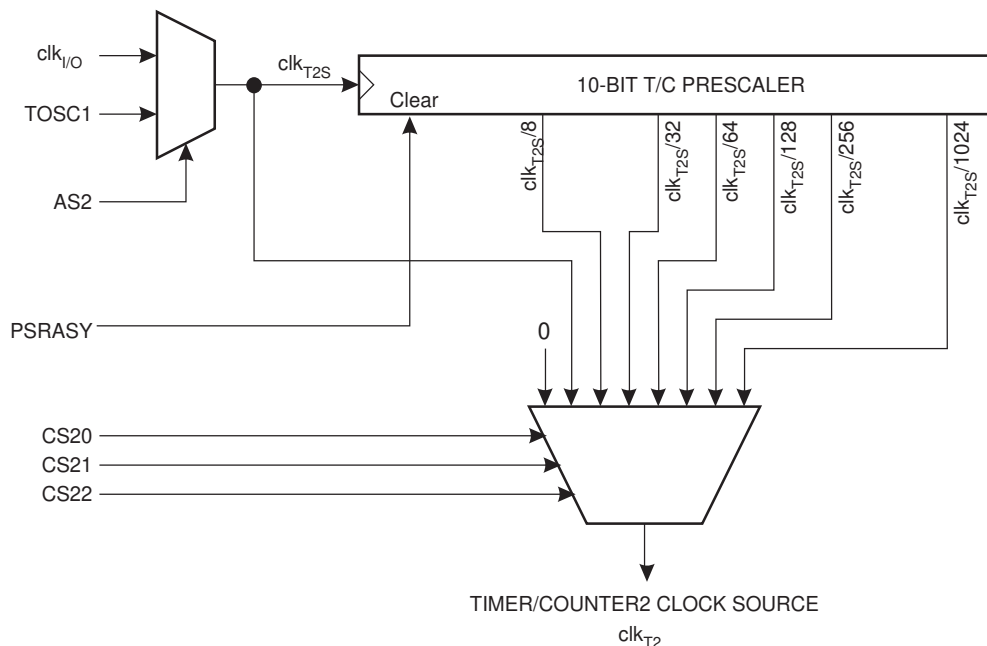 clkI/O
clkT2S
10-BIT T/C PRESCALER
TOSC1
Clear
clkT2S/8
clkT2S/32
clkT2S/64
clkT2S/128
clkT2S/256
clkT2S/1024
AS2
PSRASY
0
CS20
CS21
CS22
TIMER/COUNTER2 CLOCK SOURCE
clkT2